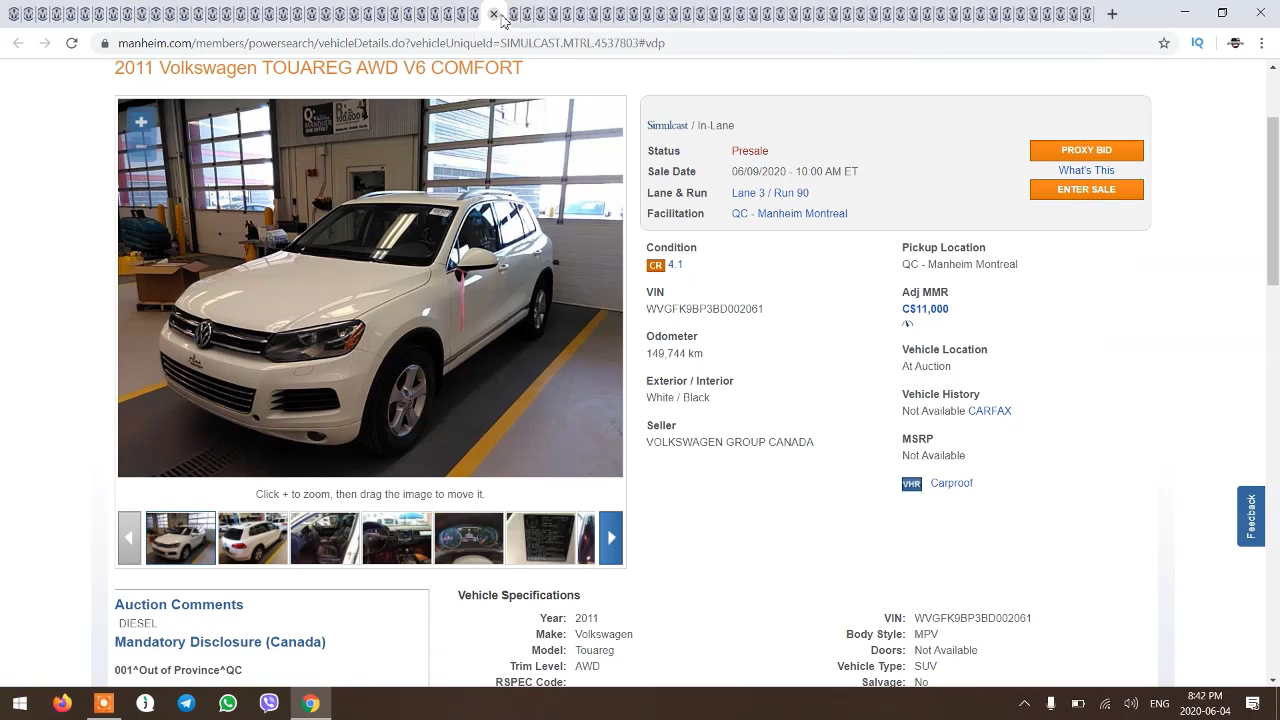 manheim.com/members/powersearch/vehicleDetails.do?vehicleUniqueId=SIMULCAST.MTRL.4537803#vdp
IQ
2011 Volkswagen TOUAREG AWD V6 COMFORT
Simulcast / In-Lane
Status Presale
Sale Date 06/09/2020 - 10:00 AM ET
Lane & Run Lane 3 / Run 90
Facilitation QC - Manheim Montreal
PROXY BID
What's This
ENTER SALE
Condition
CR 4.1
VIN
WVGFK9BP3BD002061
Odometer
149,744 km
Exterior / Interior
White / Black
Seller
VOLKSWAGEN GROUP CANADA
Pickup Location
QC - Manheim Montreal
Adj MMR
C$11,000
Vehicle Location
At Auction
Vehicle History
Not Available CARFAX
MSRP
Not Available
VHR Carproof
Feedback
Click + to zoom, then drag the image to move it.
Auction Comments
DIESEL
Mandatory Disclosure (Canada)
001^Out of Province^QC
Vehicle Specifications
Year: 2011
Make: Volkswagen
Model: Touareg
Trim Level: AWD
RSPEC Code:
VIN: WVGFK9BP3BD002061
Body Style: MPV
Doors: Not Available
Vehicle Type: SUV
Salvage: No
ENG
8:42 PM
2020-06-04